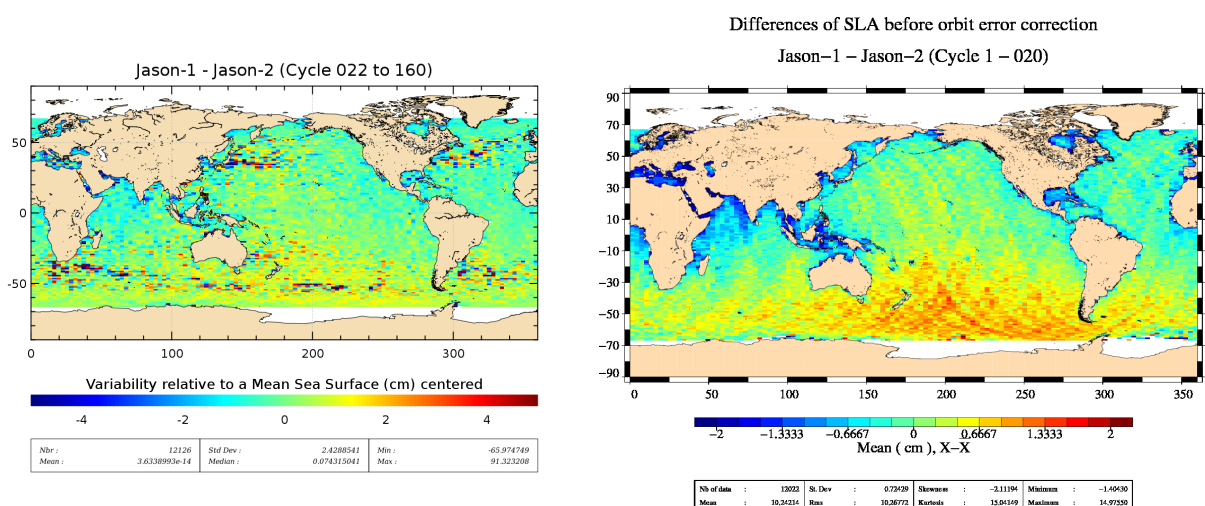 Jason-1 - Jason-2 (Cycle 022 to 160)
50
0
-50
0 100 200 300
Variability relative to a Mean Sea Surface (cm) centered
-4 -2 0 2 4
Nbr : 12126 Std Dev : 2.4288541 Min : -65.974749
Mean : 3.6338993e-14 Median : 0.074315041 Max : 91.323208
Differences of SLA before orbit error correction
Jason−1 − Jason−2 (Cycle 1 − 020)
90
70
50
30
10
−10
−30
−50
−70
−90
0 50 100 150 200 250 300 350
−2 −1.3333 −0.6667 0 0.6667 1.3333 2
Mean ( cm ), X−X
Nb of data : 12022 St. Dev : 0.72429 Skewness : −2.11194 Minimum : −1.40430
Mean : 10.24214 Rms : 10.26772 Kurtosis : 15.04149 Maximum : 14.97550